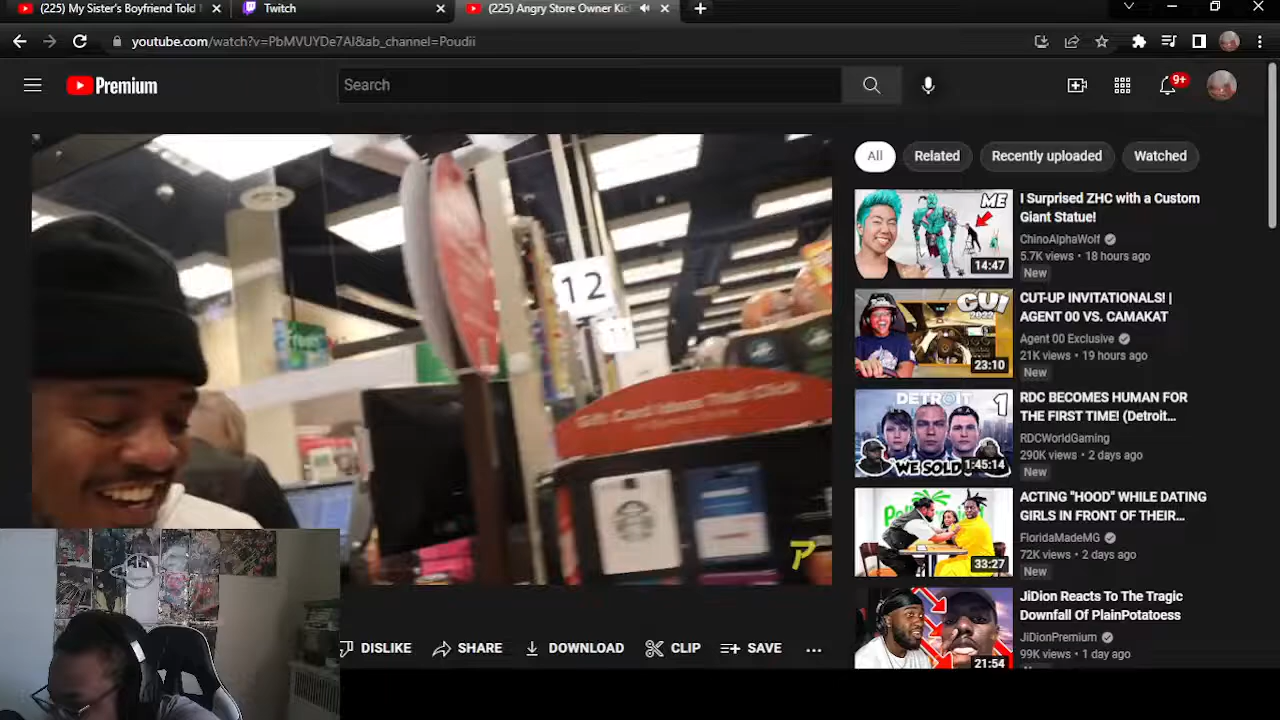 (225) My Sister's Boyfriend Told
Twitch
(225) Angry Store Owner Kic
youtube.com/watch?v=PbMVUYDe7AI&ab_channel=Poudii
Premium
Search
9+
All
Related
Recently uploaded
Watched
12
ME
14:47
I Surprised ZHC with a Custom
Giant Statue!
ChinoAlphaWolf
5.7K views • 18 hours ago
New
CUI
2022
23:10
CUT-UP INVITATIONALS! |
AGENT 00 VS. CAMAKAT
Agent 00 Exclusive
21K views • 19 hours ago
New
DETROIT
1
WE SOLD
1:45:14
RDC BECOMES HUMAN FOR
THE FIRST TIME! (Detroit...
RDCWorldGaming
290K views • 2 days ago
New
33:27
ACTING "HOOD" WHILE DATING
GIRLS IN FRONT OF THEIR...
FloridaMadeMG
72K views • 2 days ago
New
21:54
JiDion Reacts To The Tragic
Downfall Of PlainPotatoess
JiDionPremium
99K views • 1 day ago
DISLIKE
SHARE
DOWNLOAD
CLIP
SAVE